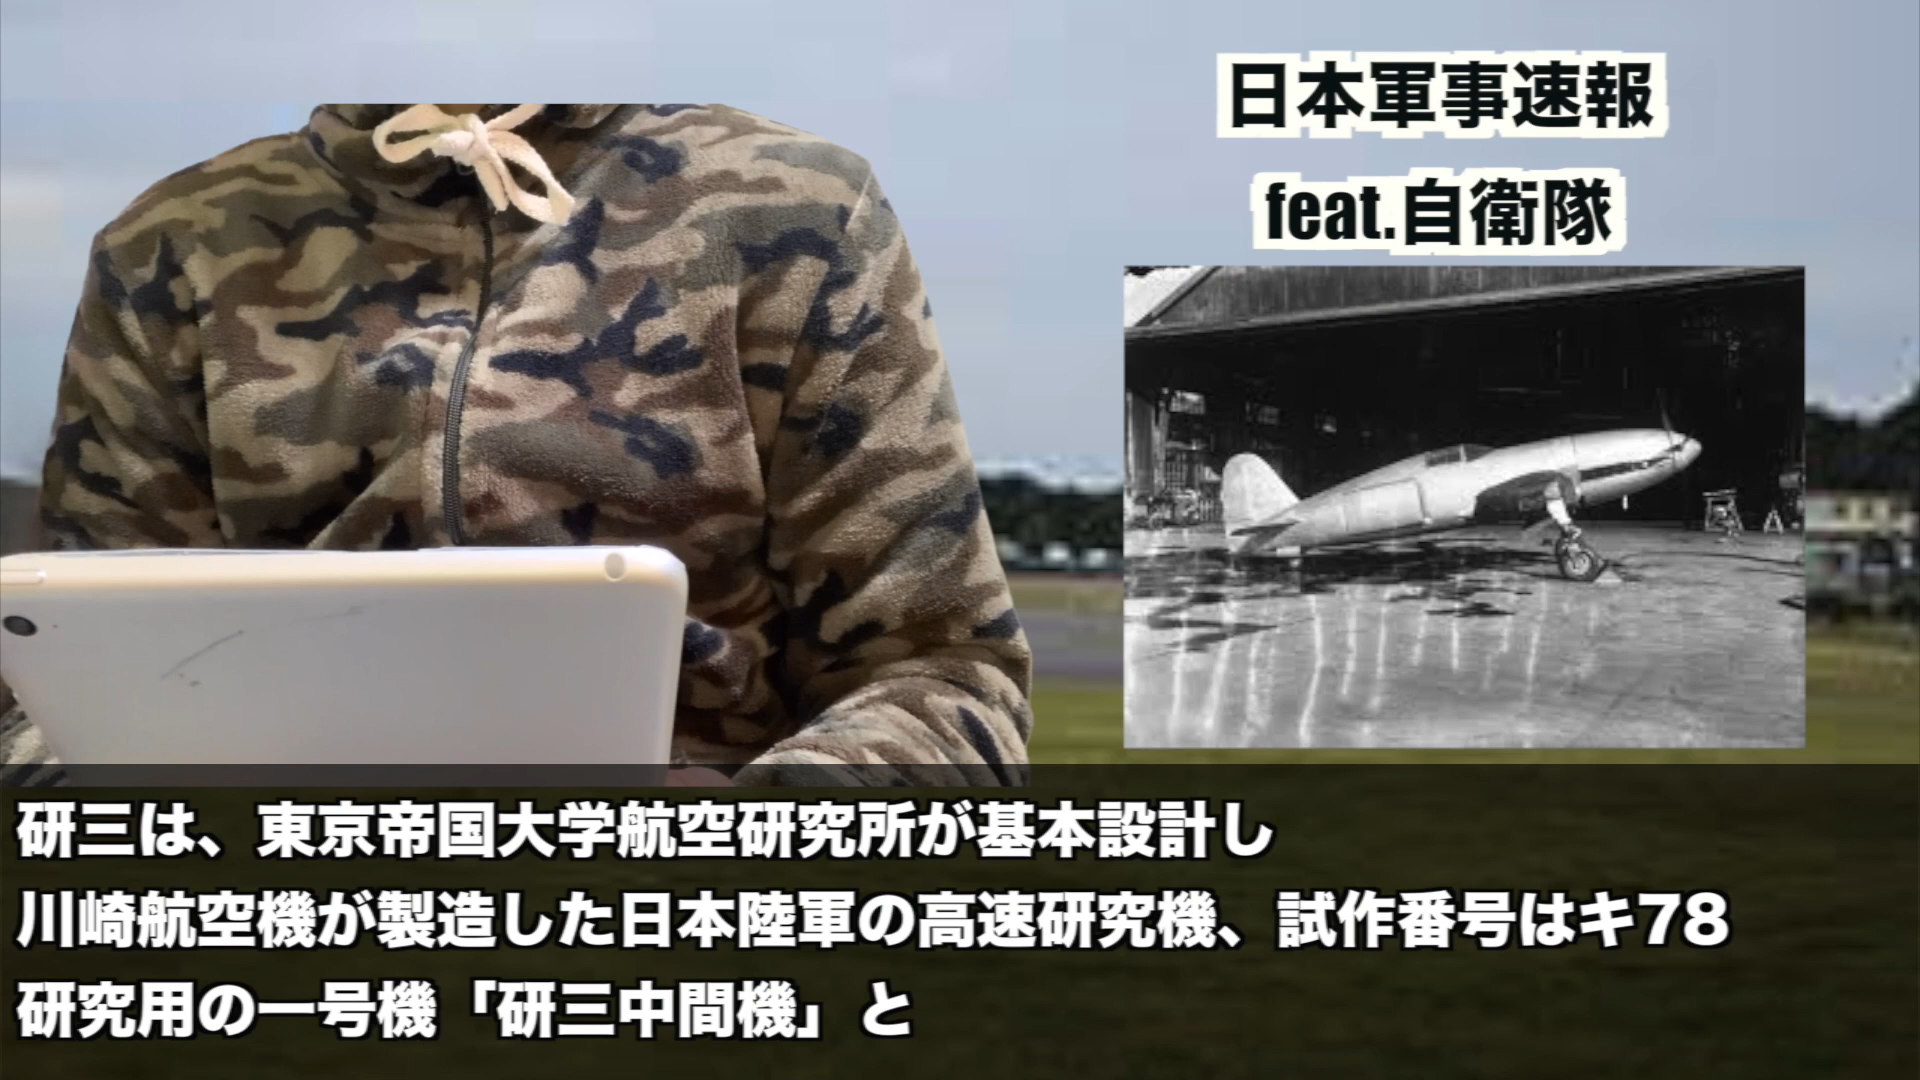 日本軍事速報
feat.自衛隊
研三は、東京帝国大学航空研究所が基本設計し
川崎航空機が製造した日本陸軍の高速研究機、試作番号はキ78
研究用の一号機「研三中間機」と